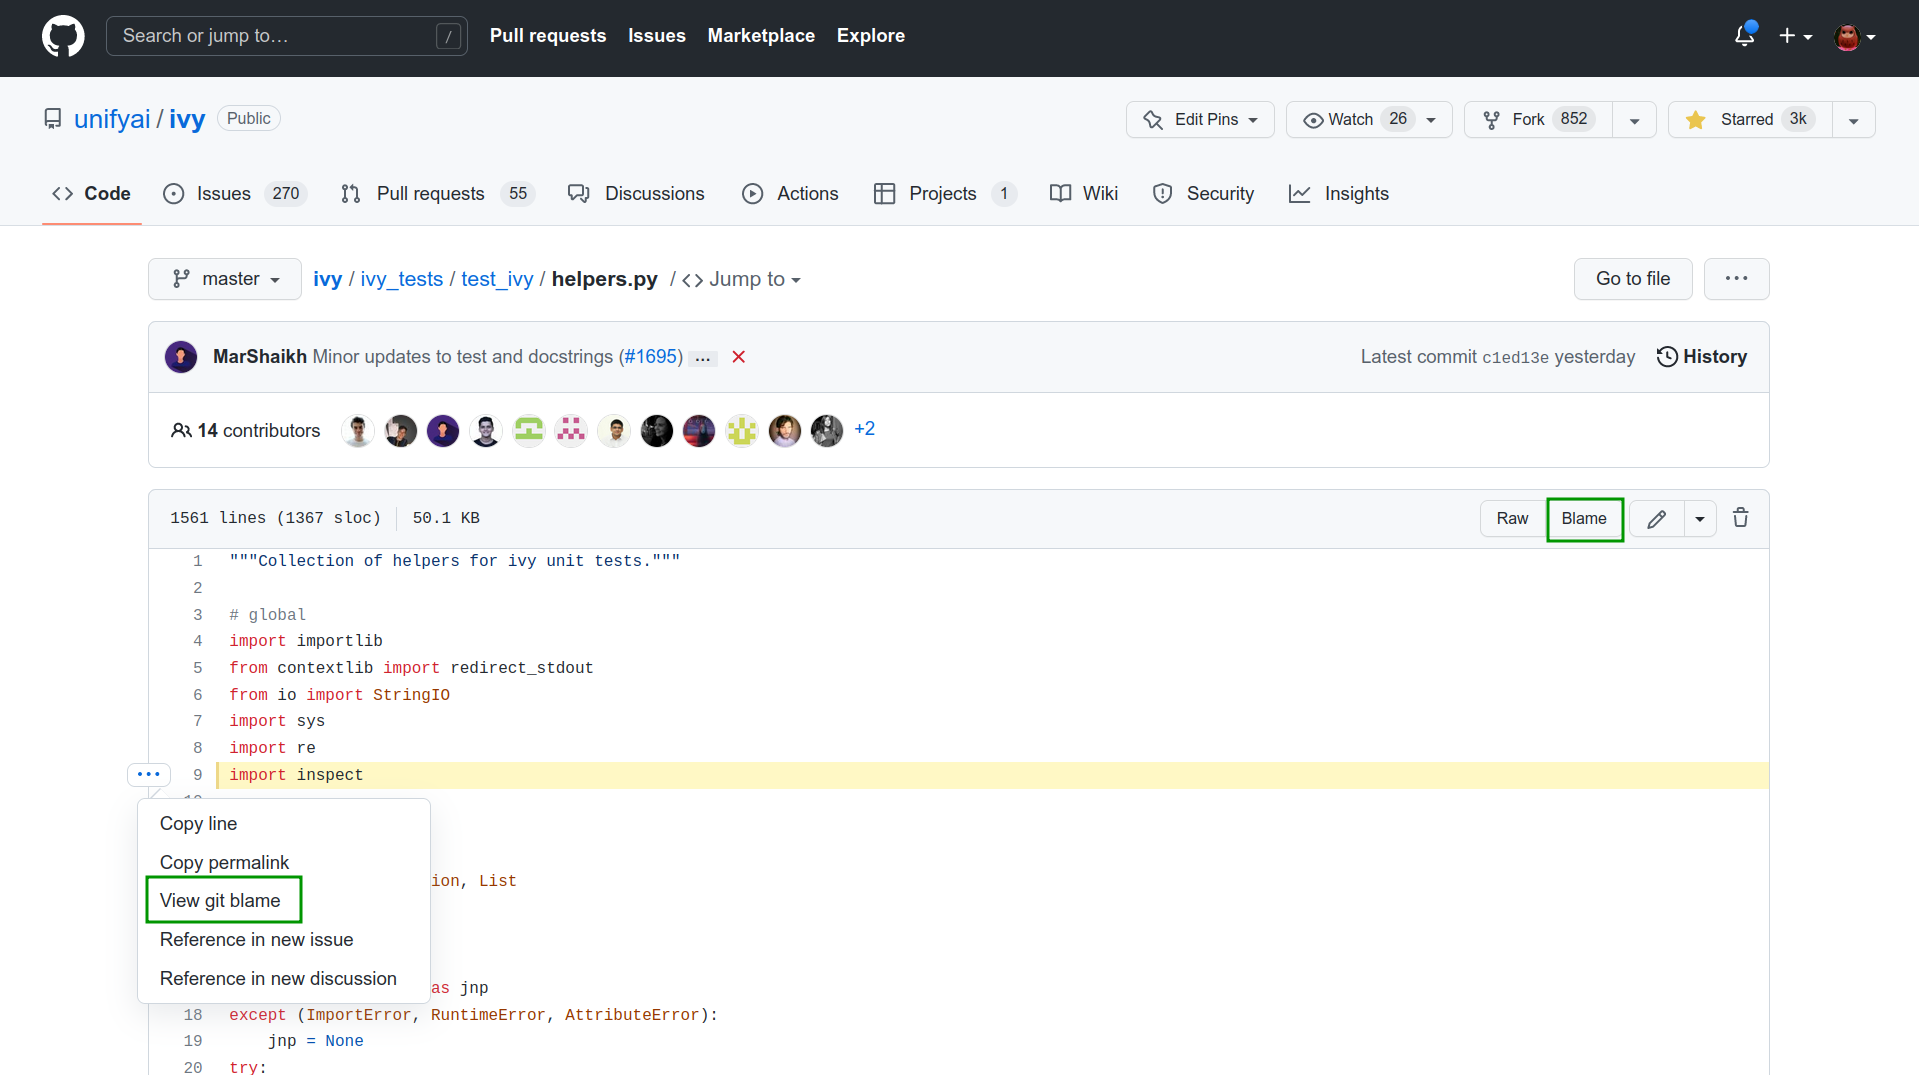 Search or jump to… /
Pull requests Issues Marketplace Explore
unifyai / ivy Public
Edit Pins Watch 26 Fork 852 Starred 3k
Code Issues 270 Pull requests 55 Discussions Actions Projects 1 Wiki Security Insights
master ivy / ivy_tests / test_ivy / helpers.py / <> Jump to
Go to file ...
MarShaikh Minor updates to test and docstrings (#1695) ... ×
Latest commit c1ed13e yesterday History
14 contributors +2
1561 lines (1367 sloc) 50.1 KB
Raw Blame
1 """Collection of helpers for ivy unit tests."""
2
3 # global
4 import importlib
5 from contextlib import redirect_stdout
6 from io import StringIO
7 import sys
8 import re
9 import inspect
Copy line
Copy permalink
ion, List
View git blame
Reference in new issue
Reference in new discussion
as jnp
18 except (ImportError, RuntimeError, AttributeError):
19 jnp = None
20 try: